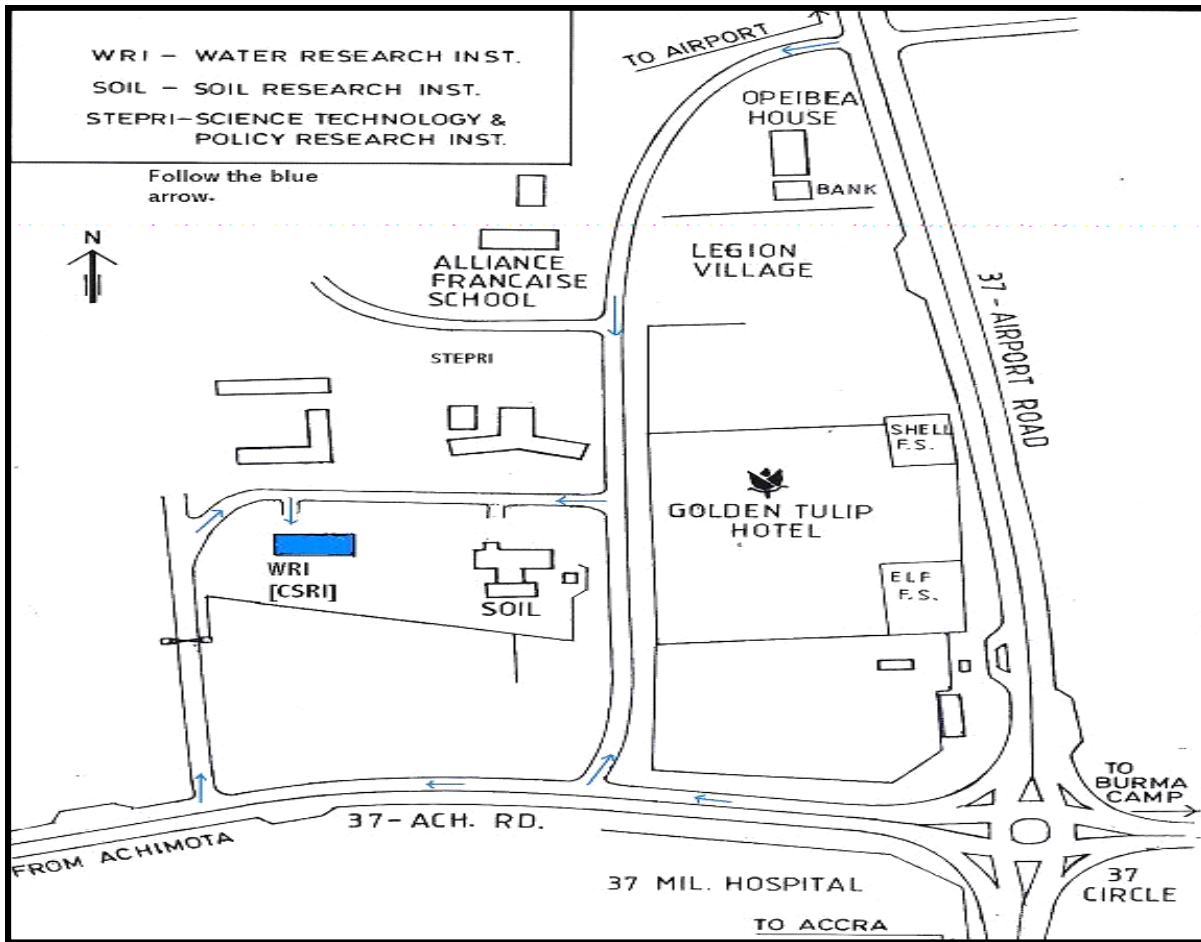 WRI – WATER RESEARCH INST.
SOIL – SOIL RESEARCH INST.
STEPRI–SCIENCE TECHNOLOGY &
POLICY RESEARCH INST.
Follow the blue
arrow.
N
TO AIRPORT
OPEIBEA
HOUSE
BANK
LEGION
VILLAGE
ALLIANCE
FRANCAISE
SCHOOL
37-AIRPORT ROAD
STEPRI
SHELL
F.S.
GOLDEN TULIP
HOTEL
WRI
[CSRI]
SOIL
ELF
F.S.
TO
BURMA
CAMP
37-ACH. RD.
FROM ACHIMOTA
37 MIL. HOSPITAL
37
CIRCLE
TO ACCRA